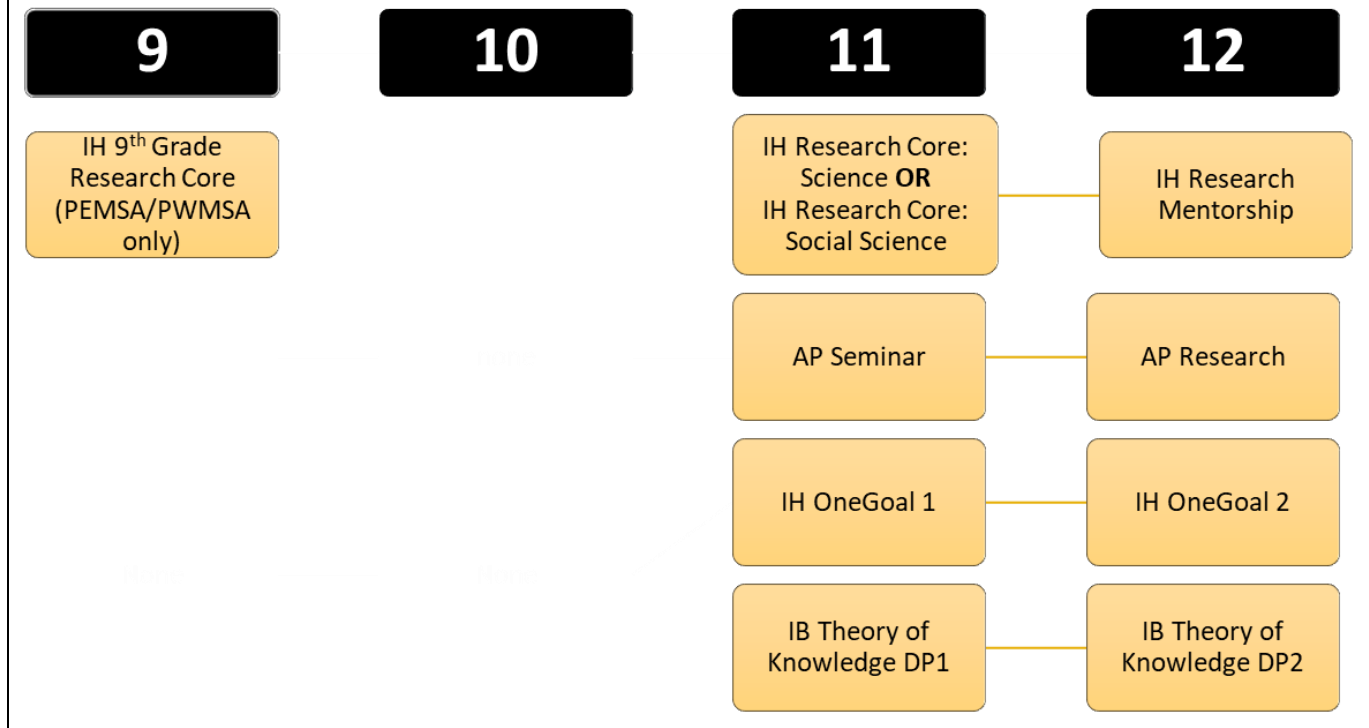 9
10
11
12
IH 9th Grade
Research Core
(PEMSA/PWMSA
only)
IH Research Core:
Science OR
IH Research Core:
Social Science
IH Research
Mentorship
AP Seminar
AP Research
IH OneGoal 1
IH OneGoal 2
IB Theory of
Knowledge DP1
IB Theory of
Knowledge DP2